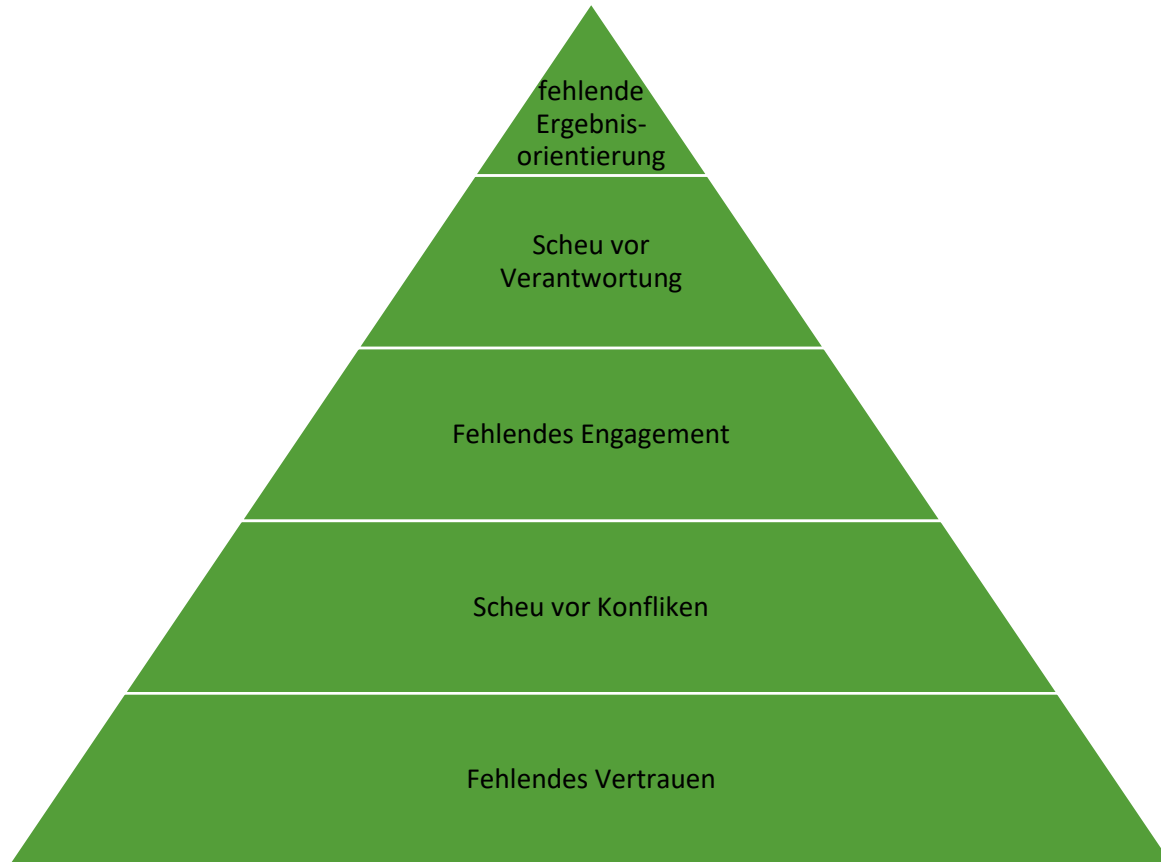 fehlende
Ergebnis-
orientierung
Scheu vor
Verantwortung
Fehlendes Engagement
Scheu vor Konfliken
Fehlendes Vertrauen